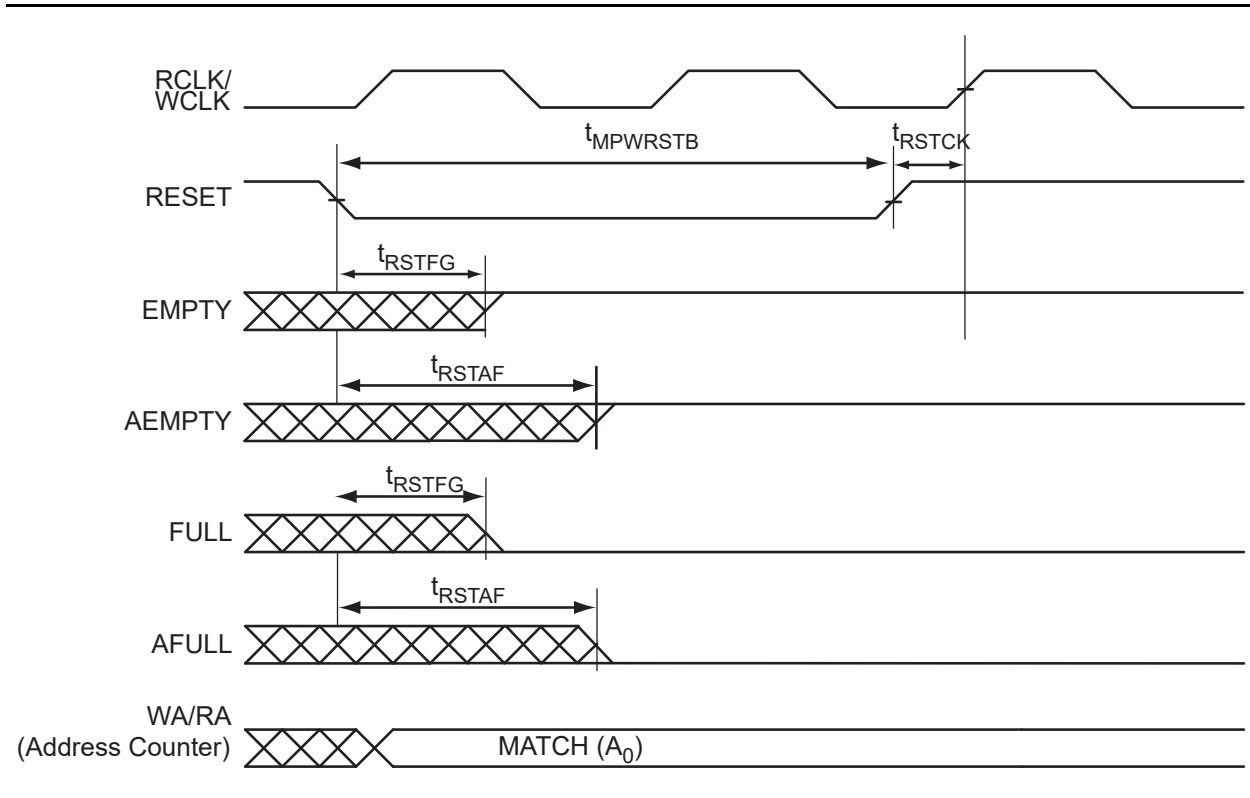 RCLK/
WCLK
tMPWRSTB
tRSTCK
RESET
tRSTFG
EMPTY
tRSTAF
AEMPTY
tRSTFG
FULL
tRSTAF
AFULL
WA/RA
(Address Counter)
MATCH (A0)